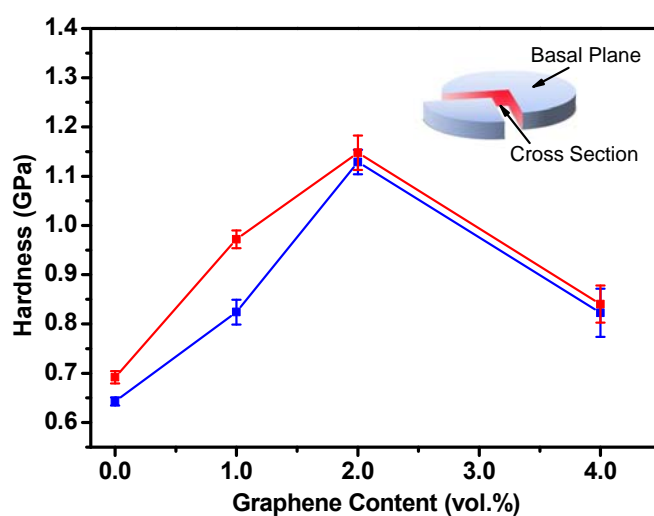 1.4
1.3
1.2
1.1
1.0
0.9
0.8
0.7
0.6
Hardness (GPa)
Basal Plane
Cross Section
0.0 1.0 2.0 3.0 4.0
Graphene Content (vol.%)